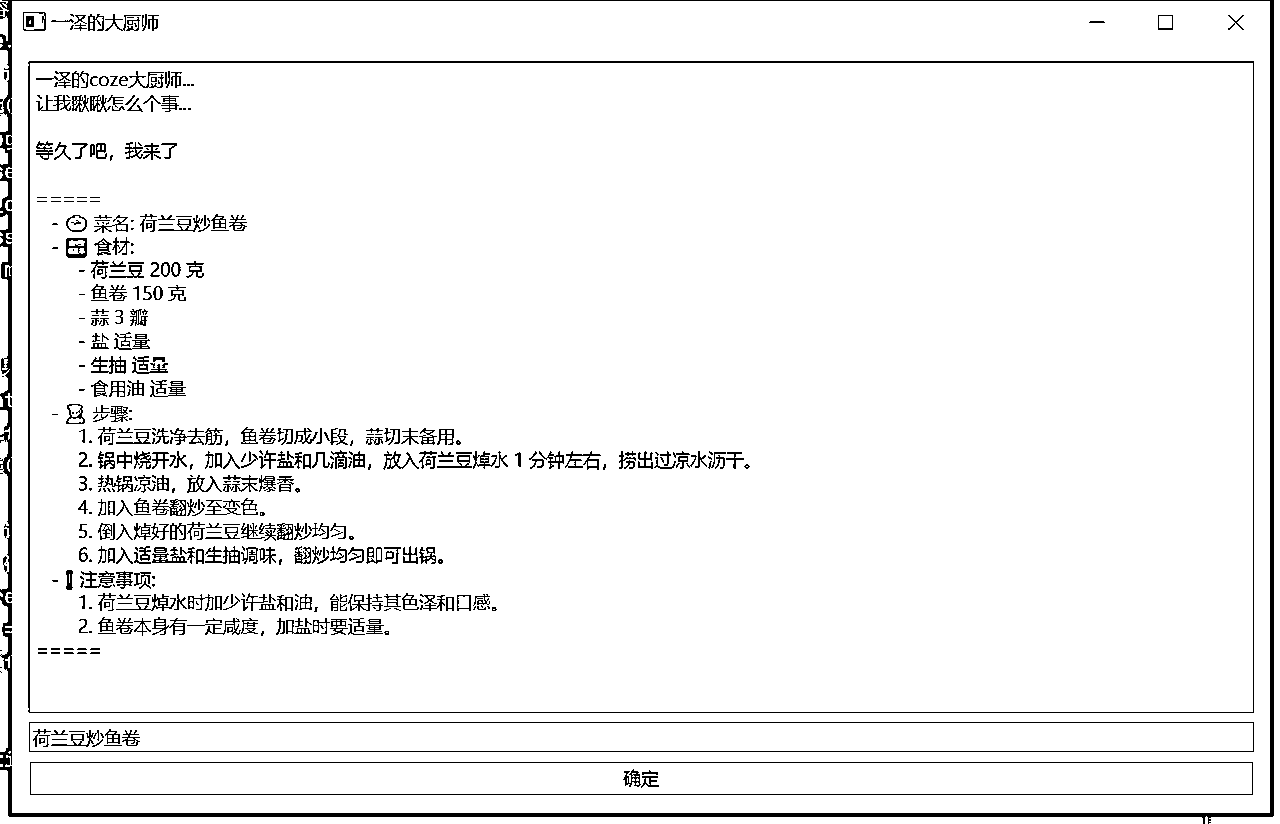 一泽的大厨师
一泽的coze大厨师...
让我瞅瞅怎么个事...
等久了吧，我来了
=====
- 菜名: 荷兰豆炒鱼卷
- 食材:
- 荷兰豆 200 克
- 鱼卷 150 克
- 蒜 3 瓣
- 盐 适量
- 生抽 适量
- 食用油 适量
- 步骤:
1. 荷兰豆洗净去筋，鱼卷切成小段，蒜切末备用。
2. 锅中烧开水，加入少许盐和几滴油，放入荷兰豆焯水 1 分钟左右，捞出过凉水沥干。
3. 热锅凉油，放入蒜末爆香。
4. 加入鱼卷翻炒至变色。
5. 倒入焯好的荷兰豆继续翻炒均匀。
6. 加入适量盐和生抽调味，翻炒均匀即可出锅。
- 注意事项:
1. 荷兰豆焯水时加少许盐和油，能保持其色泽和口感。
2. 鱼卷本身有一定咸度，加盐时要适量。
=====
荷兰豆炒鱼卷
确定